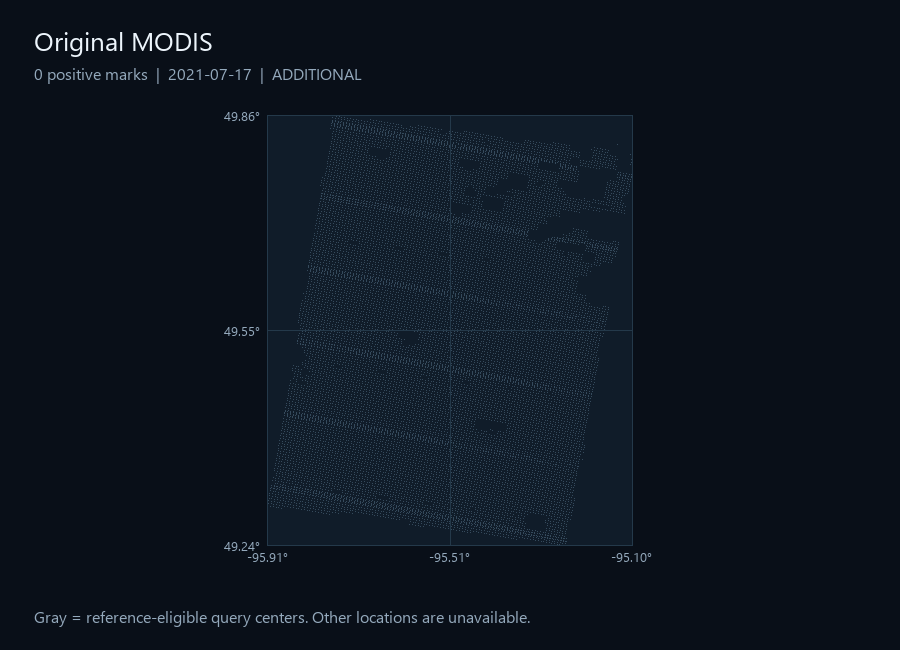 Original MODIS
0 positive marks | 2021-07-17 | ADDITIONAL
49.86°
49.55°
49.24°
-95.91° -95.51° -95.10°
Gray = reference-eligible query centers. Other locations are unavailable.